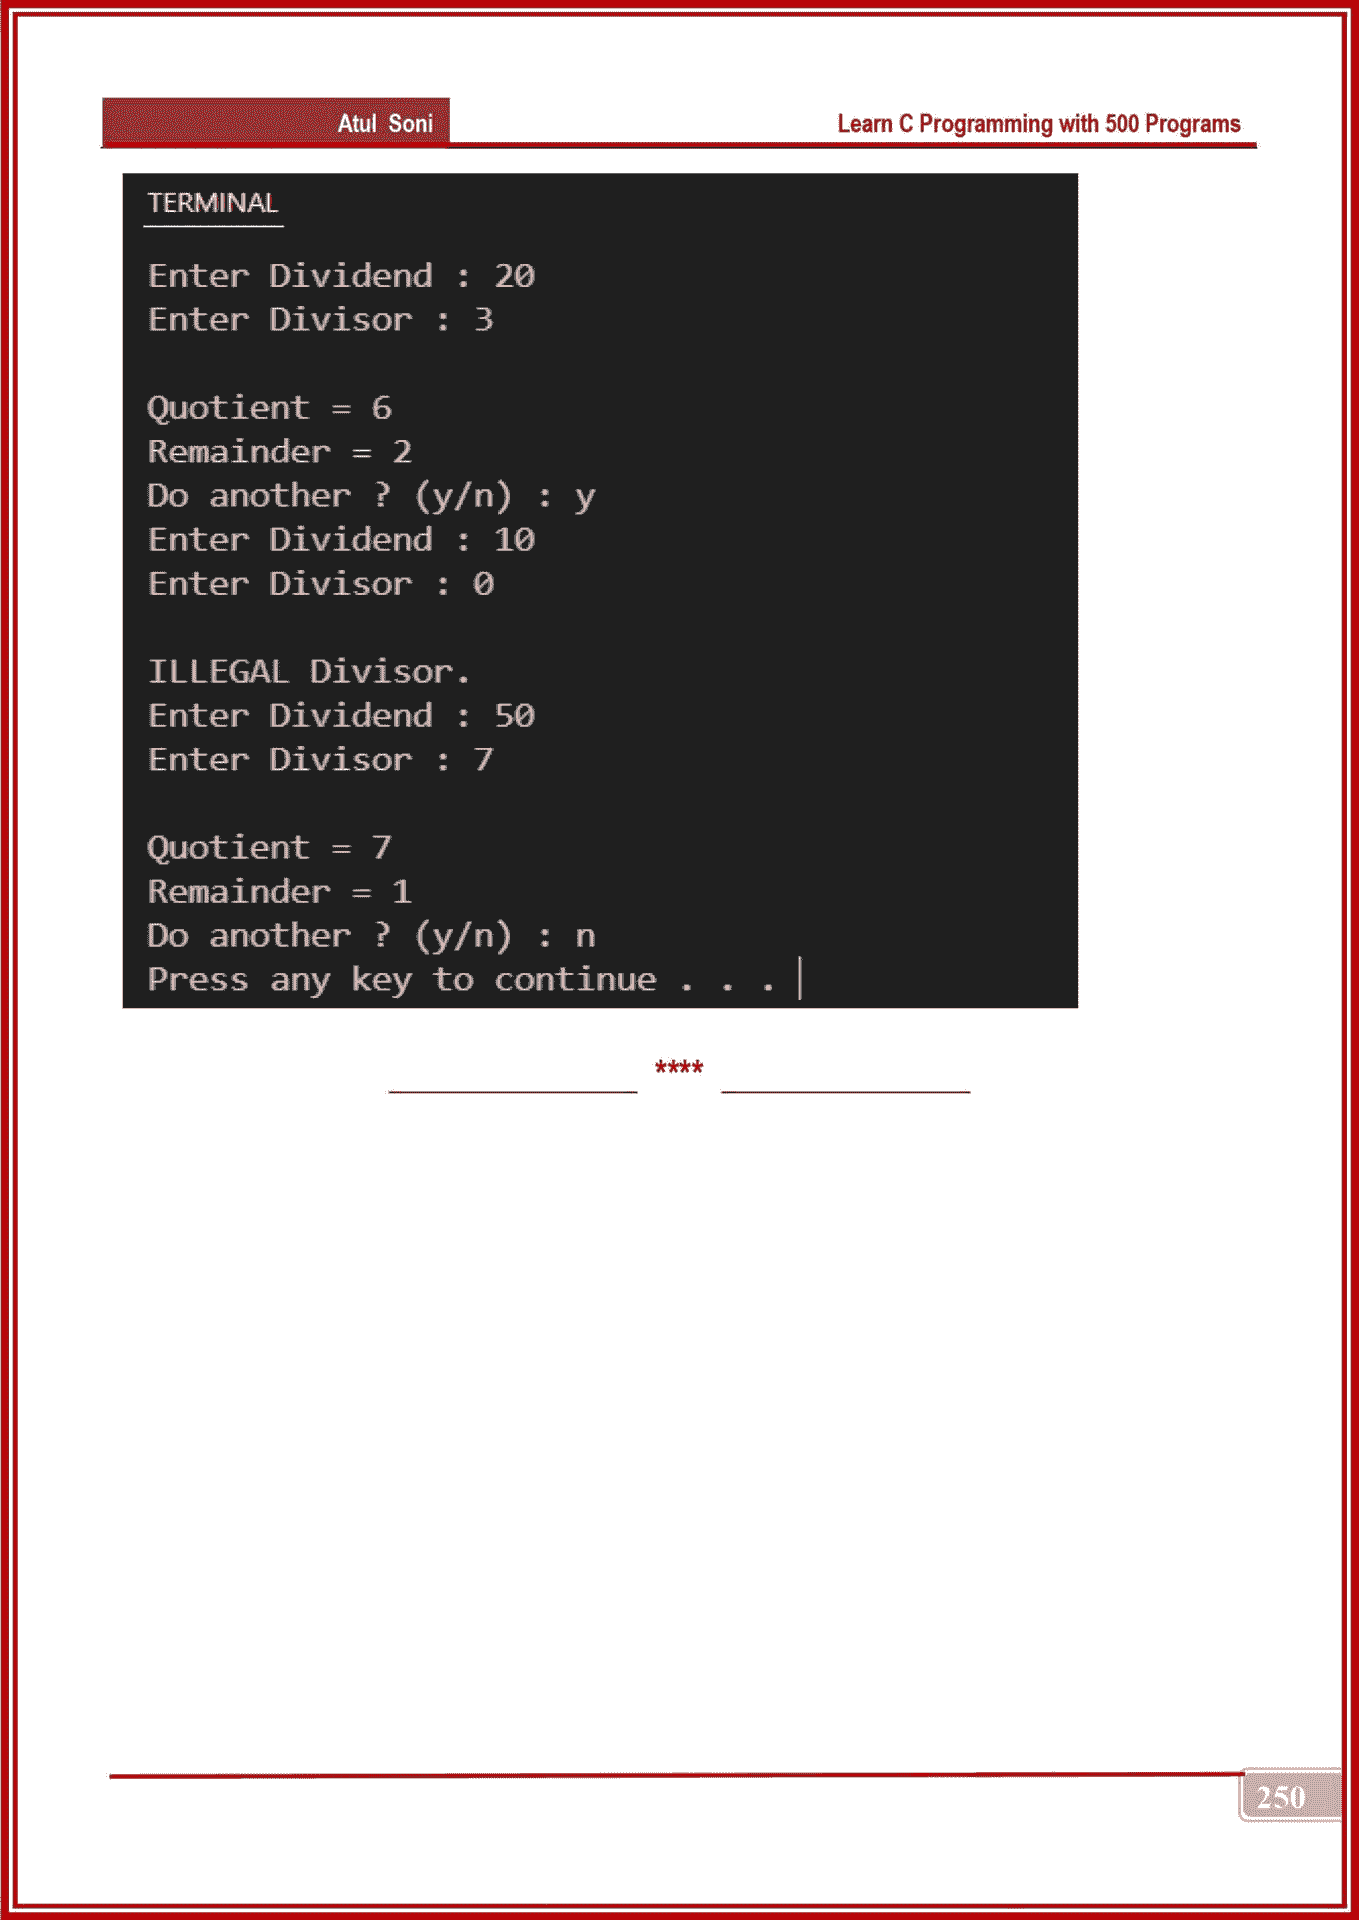 Atul Soni
Learn C Programming with 500 Programs
TERMINAL
Enter Dividend : 20
Enter Divisor : 3
Quotient = 6
Remainder = 2
Do another ? (y/n) : y
Enter Dividend : 10
Enter Divisor : 0
ILLEGAL Divisor.
Enter Dividend : 50
Enter Divisor : 7
Quotient = 7
Remainder = 1
Do another ? (y/n) : n
Press any key to continue . . .
****
250